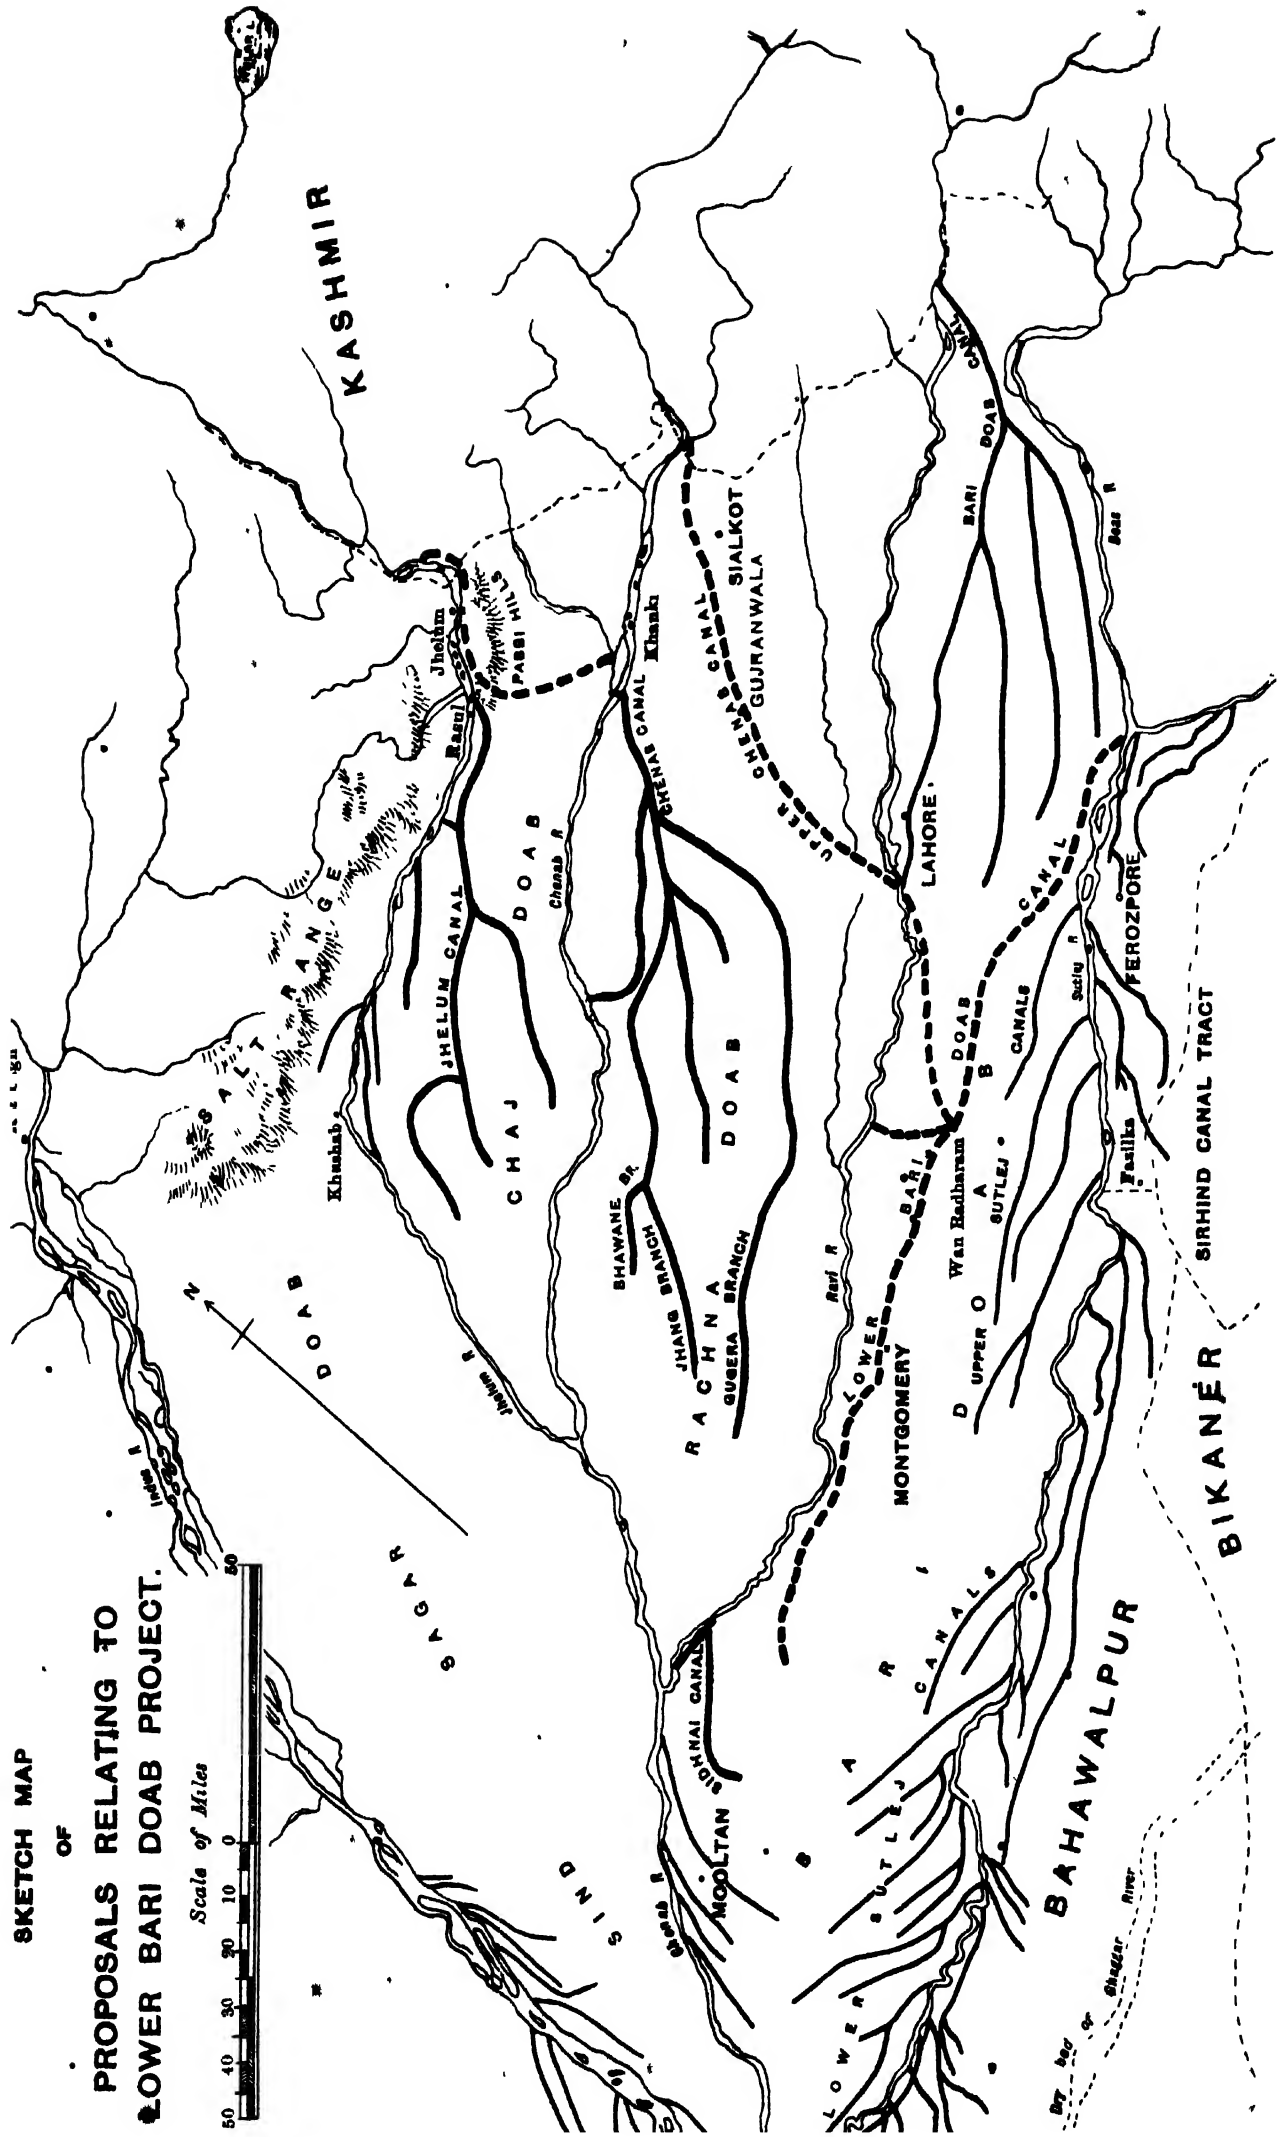 SKETCH MAP
OF
PROPOSALS RELATING TO
LOWER BARI DOAB PROJECT.
Scale of Miles
50 40 30 20 10 0 50
N
KASHMIR
SALT RANGE
Indus R
SIND SAGAR DOAB
Khushab
Jhelum
Rasul
PABBI HILLS
JHELUM CANAL
Jhelum R
CHAJ DOAB
Chenab R
Khanki
CHENAB CANAL
UPPER CHENAB CANAL
SIALKOT
GUJRANWALA
BHAWANE BR.
JHANG BRANCH
GUGERA BRANCH
RACHNA DOAB
Ravi R
LAHORE
BARI DOAB CANAL
Beas R
LOWER BARI DOAB CANAL
Wan Radharam
MONTGOMERY
BARI DOAB
UPPER SUTLEJ CANALS
Sutluj R
FEROZPORE
Fazilka
SIRHIND CANAL TRACT
BIKANÉR
SIDHNAI CANAL
MOOLTAN
Chenab R
LOWER SUTLEJ CANALS
BAHAWALPUR
Dry bed of Ghaggar River